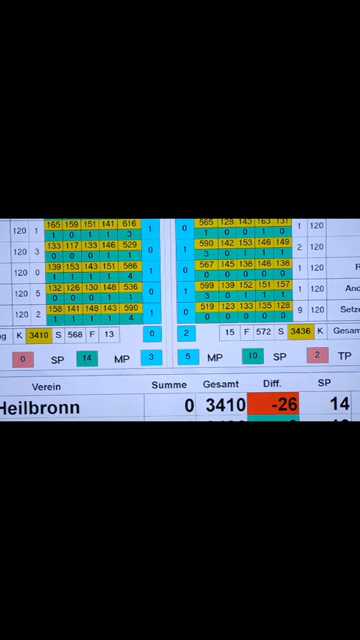 120 1 165 159 151 141 616 1 0 565 128 143 163 131 1 120
1 0 1 1 3 1 0 0 0 0
120 3 133 117 133 146 529 0 1 590 142 153 146 149 2 120
0 0 0 1 1 3 0 1 1 1
120 0 139 153 143 151 586 1 0 567 145 138 146 138 1 120 R
1 1 1 1 4 0 0 0 0 0
120 5 132 126 130 148 536 0 1 599 139 152 151 157 1 120 And
0 0 0 1 1 3 0 1 1 1
120 2 158 141 148 143 590 1 0 519 123 133 135 128 9 120 Setze
1 1 1 1 4 0 0 0 0 0
ng K 3410 S 568 F 13 0 2 15 F 572 S 3436 K Gesam
0 SP 14 MP 3 5 MP 10 SP 2 TP
Verein Summe Gesamt Diff. SP
Heilbronn 0 3410 -26 14